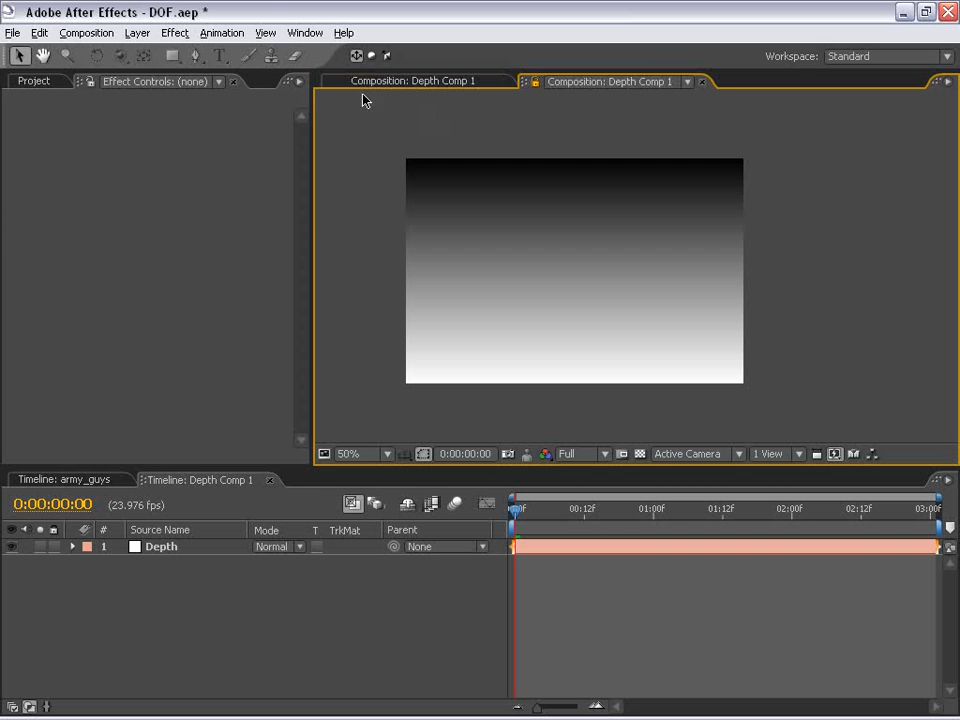 Adobe After Effects - DOF.aep *
File Edit Composition Layer Effect Animation View Window Help
T Workspace: Standard
Project Effect Controls: (none) Composition: Depth Comp 1 Composition: Depth Comp 1
50% 0:00:00:00 Full Active Camera 1 View
Timeline: army_guys Timeline: Depth Comp 1
0:00:00:00 (23.976 fps)
00:12F 01:00F 01:12F 02:00F 02:12F 03:00F
# Source Name Mode T TrkMat Parent
1 Depth Normal None